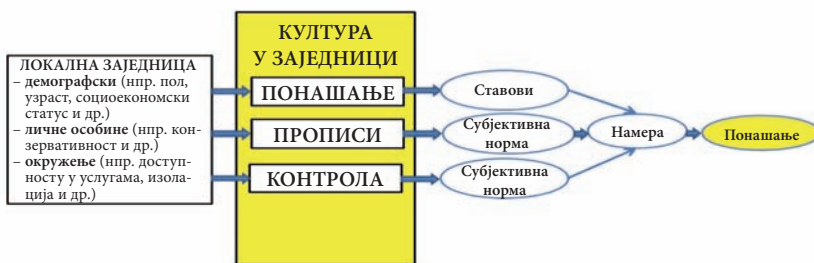 ЛОКАЛНА ЗАЈЕДНИЦА
– демографски (нпр. пол,
узраст, социоекономски
статус и др.)
– личне особине (нпр. кон-
зервативност и др.)
– окружење (нпр. доступ-
ност у услугама, изола-
ција и др.)
КУЛТУРА
У ЗАЈЕДНИЦИ
ПОНАШАЊЕ
ПРОПИСИ
КОНТРОЛА
Ставови
Субјективна
норма
Субјективна
норма
Намера
Понашање